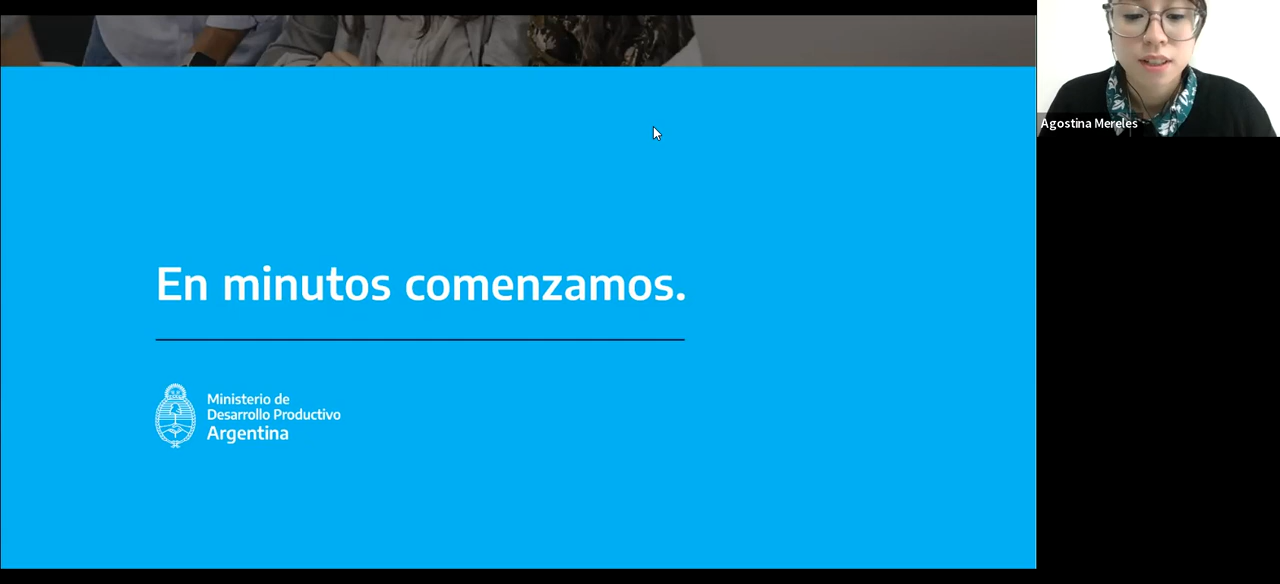 Agostina Mereles
En minutos comenzamos.
Ministerio de
Desarrollo Productivo
Argentina